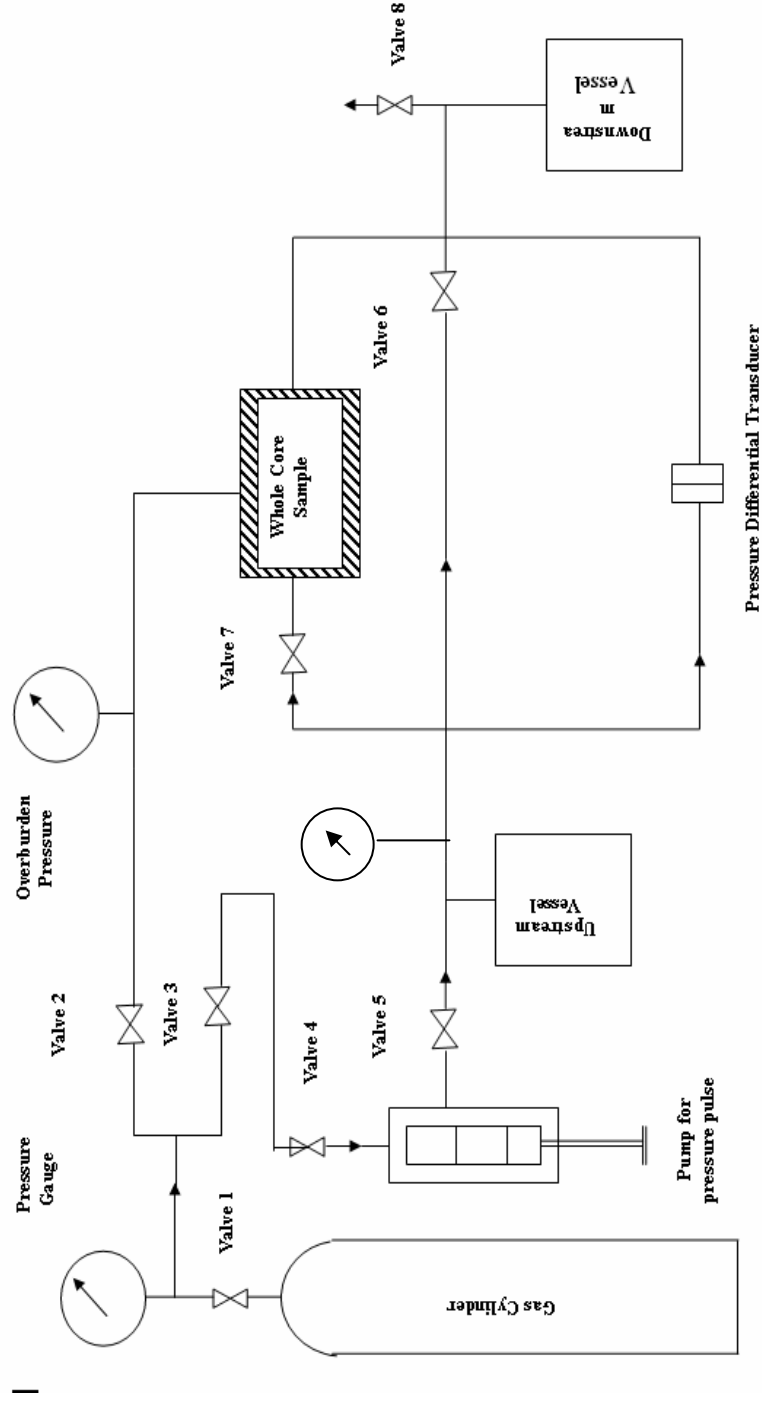 Pressure
Gauge
Valve 1
Gas Cylinder
Valve 2
Valve 3
Valve 4
Pump for
pressure pulse
Overburden
Pressure
Valve 5
Upstream
Vessel
Valve 7
Whole Core
Sample
Valve 6
Pressure Differential Transducer
Valve 8
Downstrea
m
Vessel